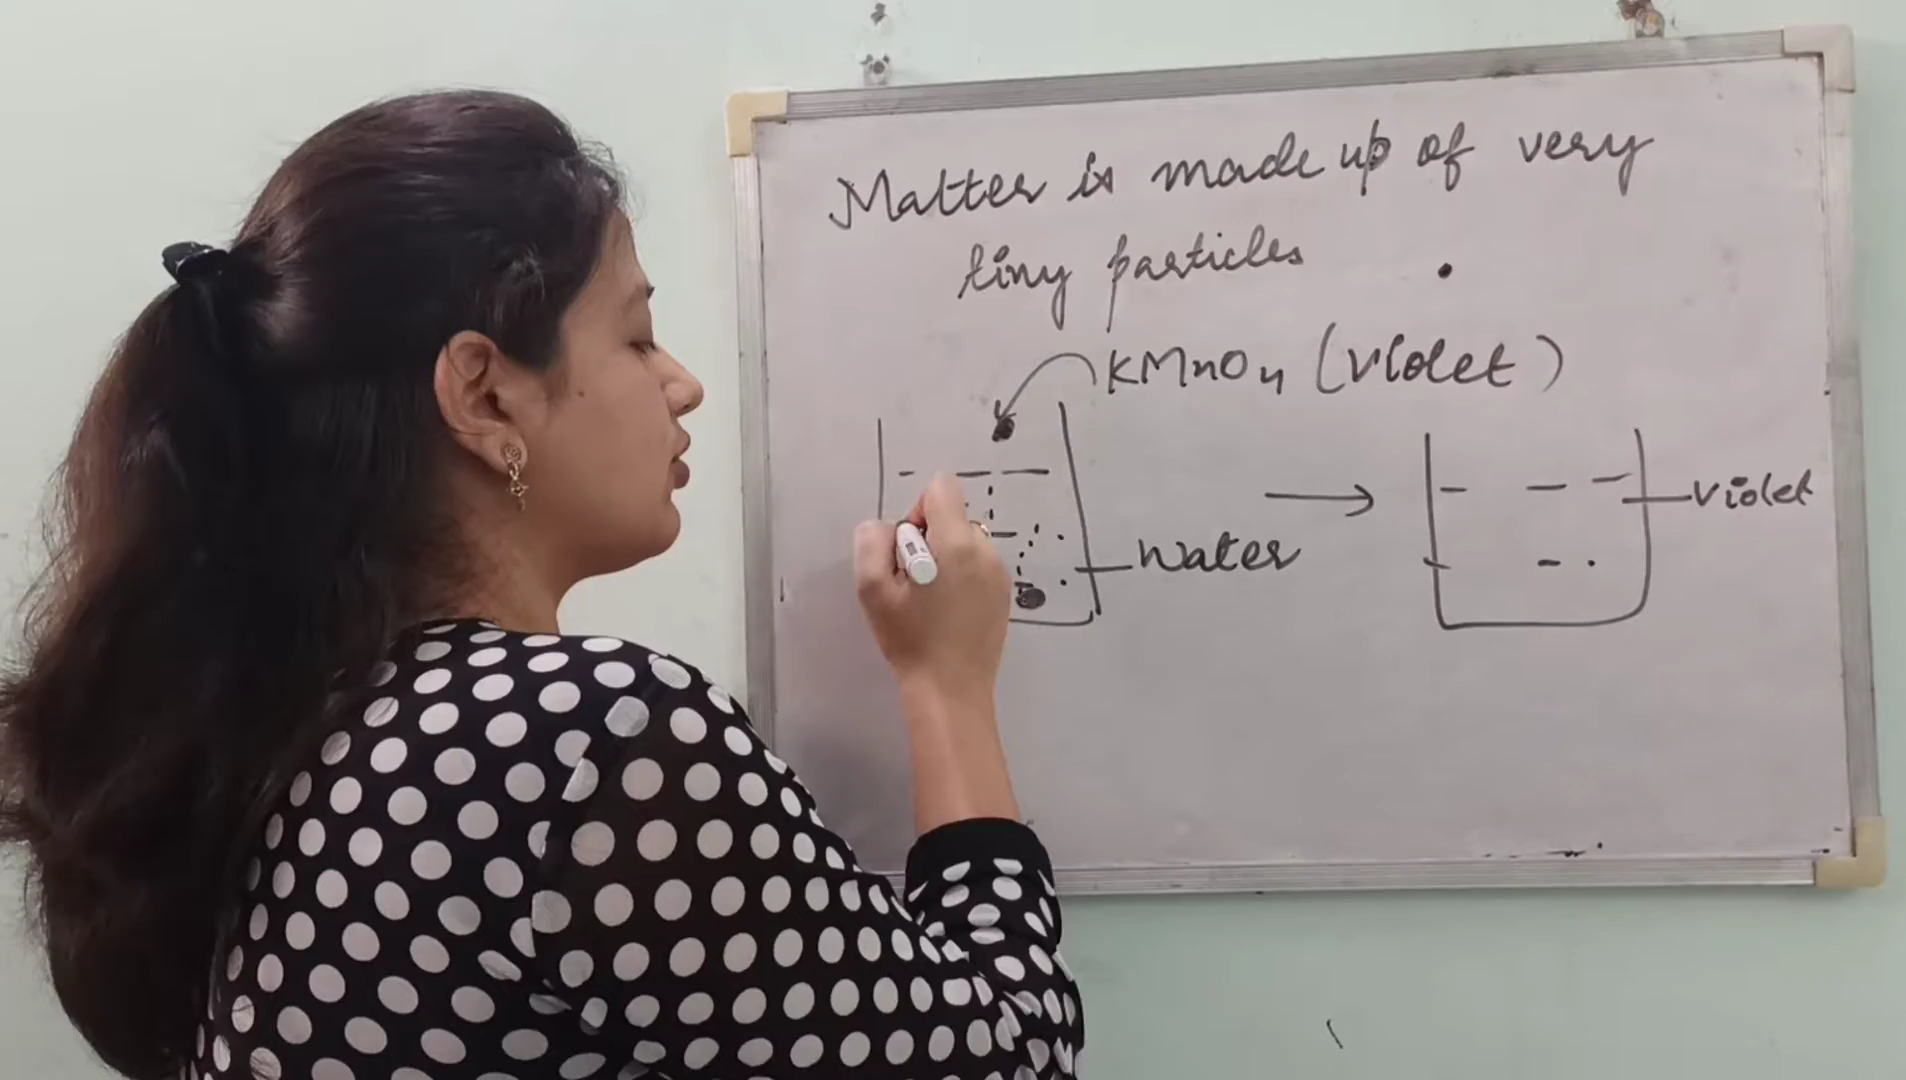 Matter is made up of very
tiny particles
KMnO4 (Violet)
Water
Violet